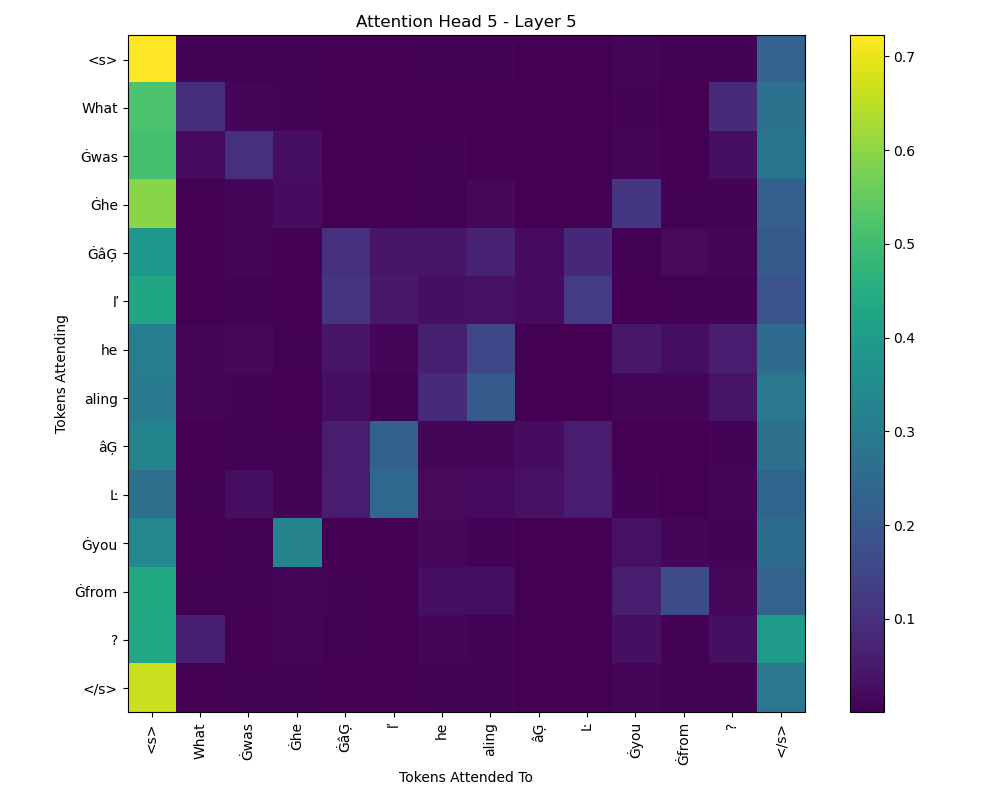 Attention Head 5 - Layer 5
Tokens Attending
<s>
What
Ġwas
Ġhe
ĠâĢ
ľ
he
aling
âĢ
Ŀ
Ġyou
Ġfrom
?
</s>
<s>
What
Ġwas
Ġhe
ĠâĢ
ľ
he
aling
âĢ
Ŀ
Ġyou
Ġfrom
?
</s>
Tokens Attended To
0.7
0.6
0.5
0.4
0.3
0.2
0.1